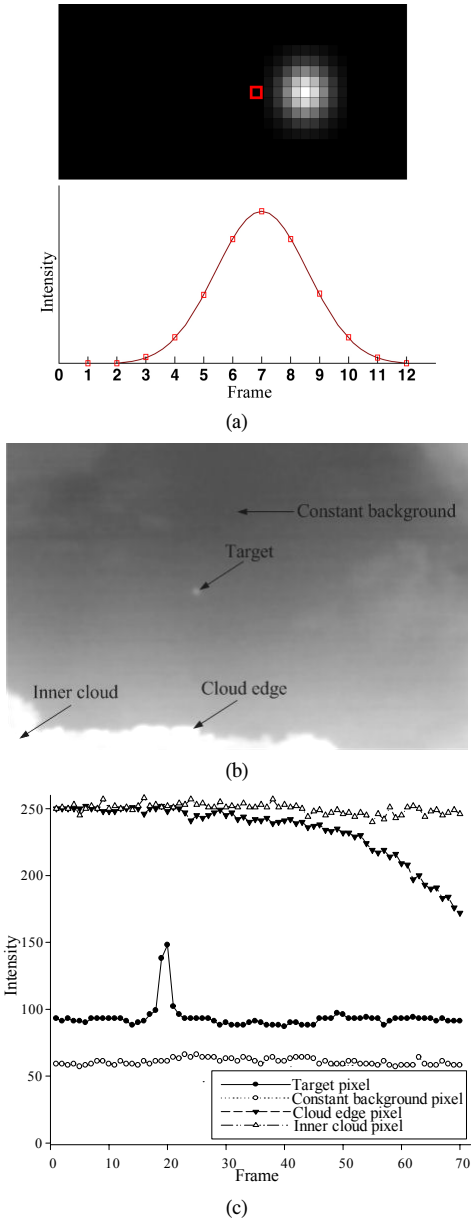 Intensity
0 1 2 3 4 5 6 7 8 9 10 11 12
Frame
(a)
Constant background
Target
Inner cloud
Cloud edge
(b)
250
200
150
100
50
0
Intensity
Target pixel
Constant background pixel
Cloud edge pixel
Inner cloud pixel
0 10 20 30 40 50 60 70
Frame
(c)